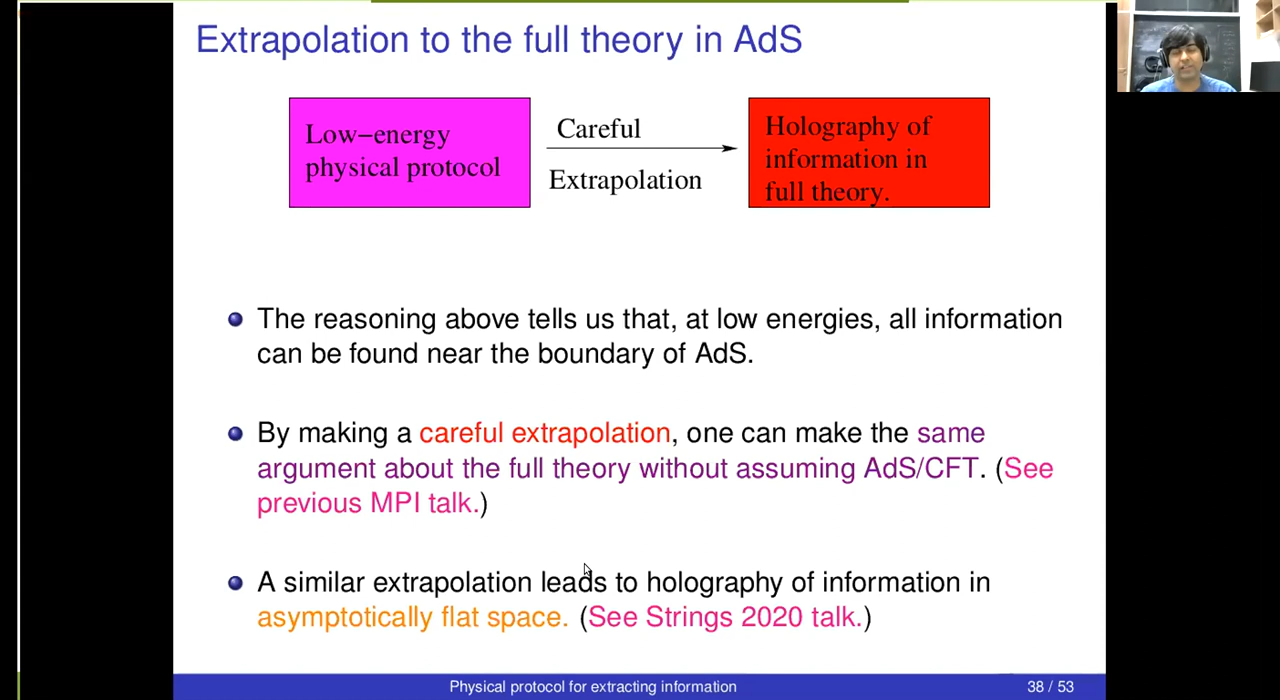 Extrapolation to the full theory in AdS
Low-energy
physical protocol
Careful
Extrapolation
Holography of
information in
full theory.
The reasoning above tells us that, at low energies, all information
can be found near the boundary of AdS.
By making a careful extrapolation, one can make the same
argument about the full theory without assuming AdS/CFT. (See
previous MPI talk.)
A similar extrapolation leads to holography of information in
asymptotically flat space. (See Strings 2020 talk.)
Physical protocol for extracting information
38 / 53